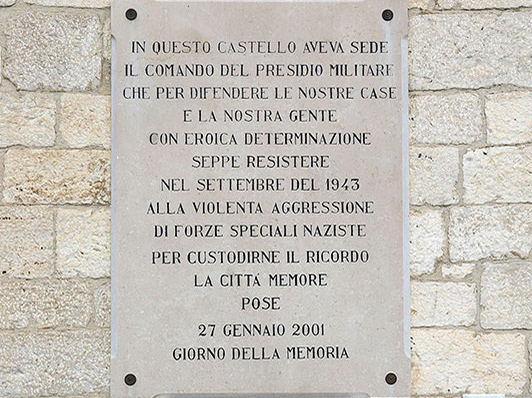 IN QUESTO CASTELLO AVEVA SEDE
IL COMANDO DEL PRESIDIO MILITARE
CHE PER DIFENDERE LE NOSTRE CASE
E LA NOSTRA GENTE
CON EROICA DETERMINAZIONE
SEPPE RESISTERE
NEL SETTEMBRE DEL 1943
ALLA VIOLENTA AGGRESSIONE
DI FORZE SPECIALI NAZISTE
PER CUSTODIRNE IL RICORDO
LA CITTÁ MEMORE
POSE
27 GENNAIO 2001
GIORNO DELLA MEMORIA